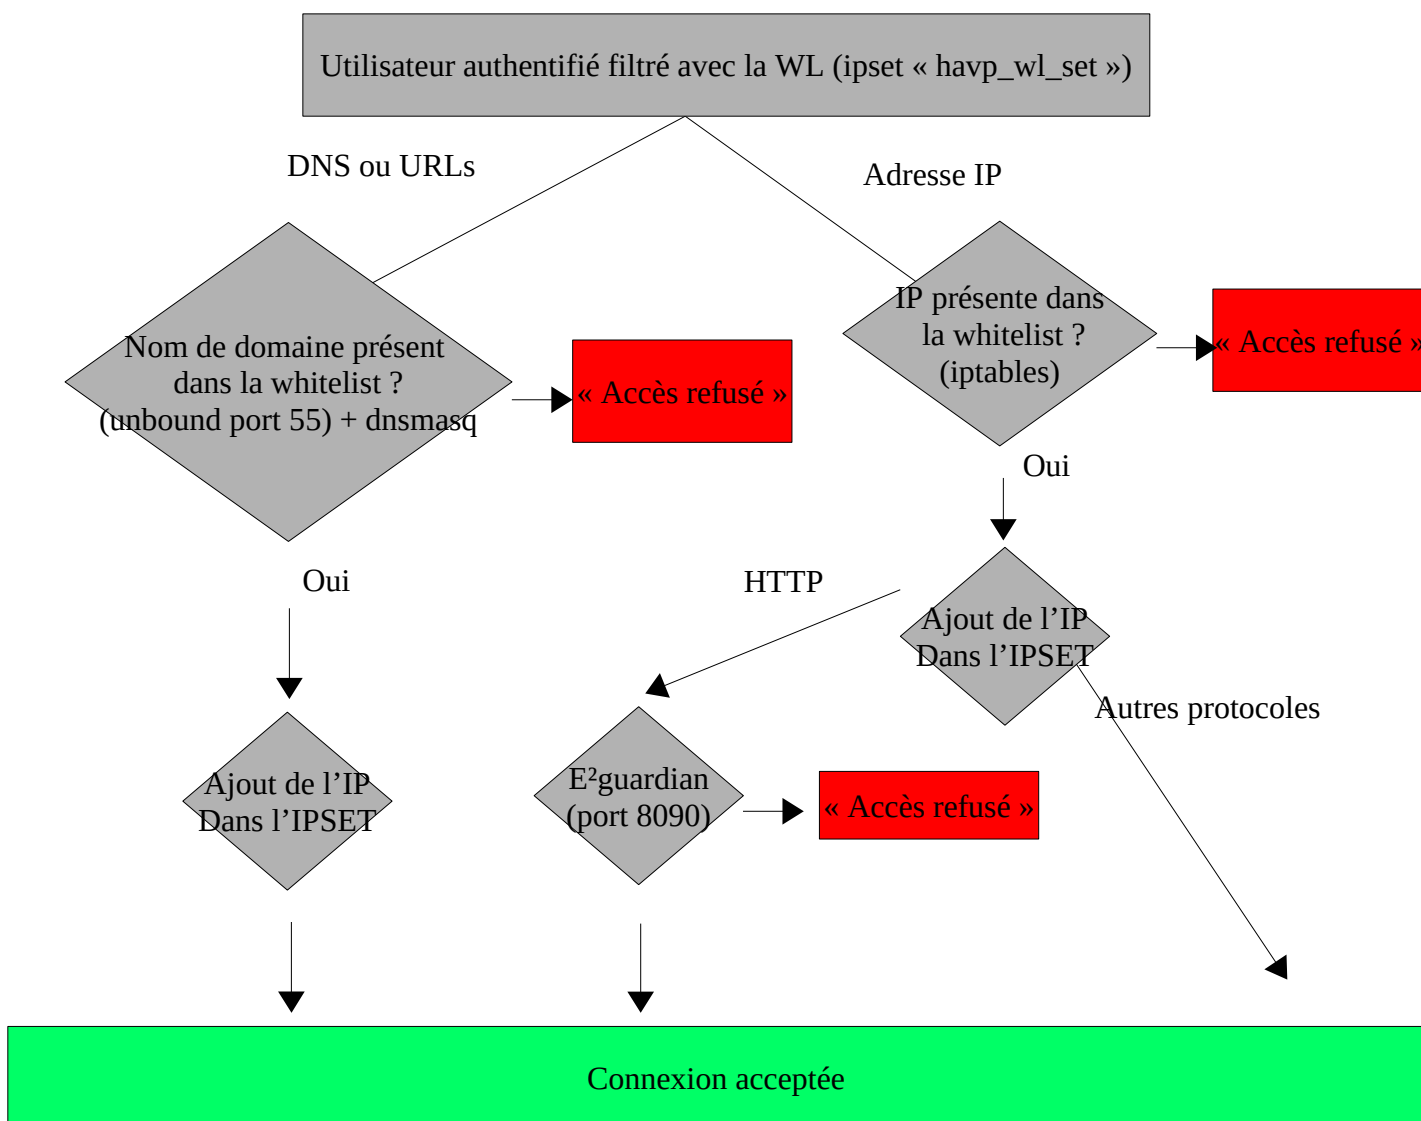 Utilisateur authentifié filtré avec la WL (ipset « havp_wl_set »)
DNS ou URLs
Adresse IP
Nom de domaine présent
dans la whitelist ?
(unbound port 55) + dnsmasq
« Accès refusé »
IP présente dans
la whitelist ?
(iptables)
« Accès refusé »
Oui
Oui
HTTP
Ajout de l’IP
Dans l’IPSET
Autres protocoles
Ajout de l’IP
Dans l’IPSET
E²guardian
(port 8090)
« Accès refusé »
Connexion acceptée